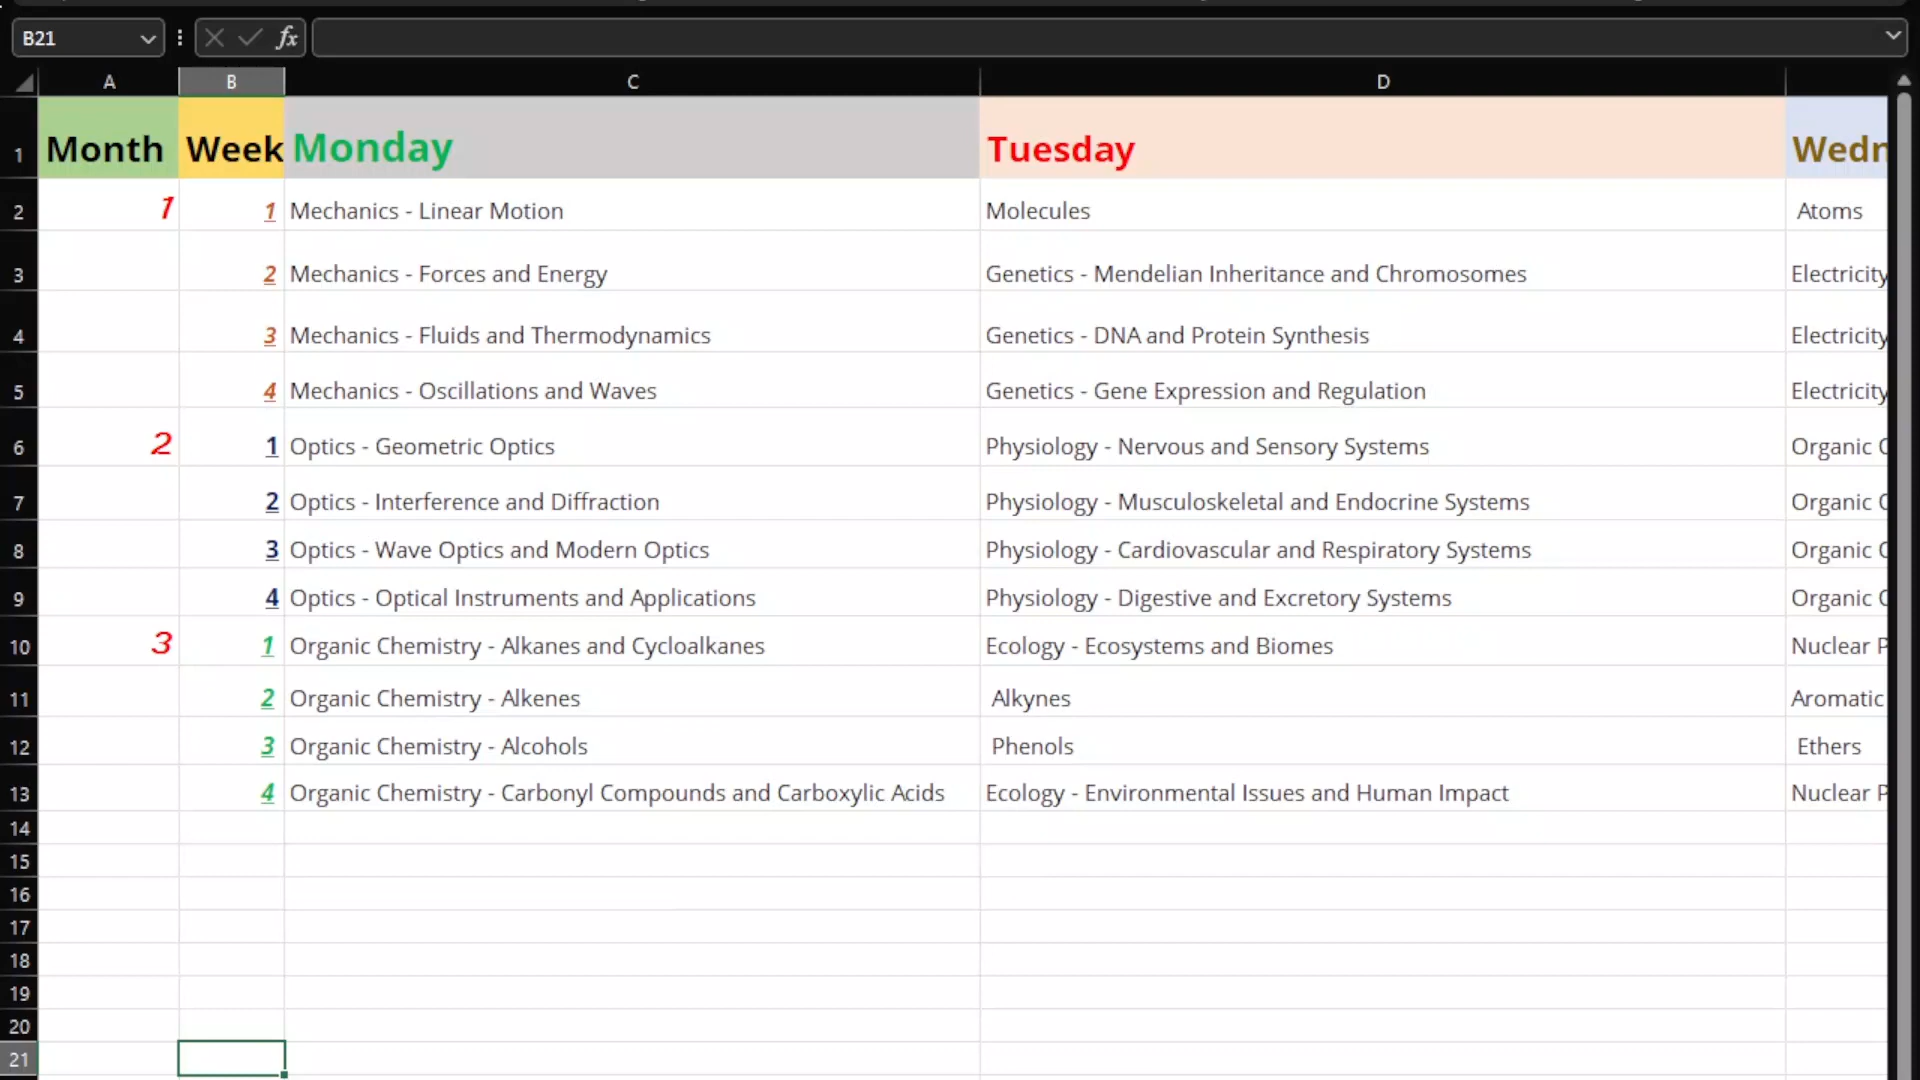 B21 fx
A B C D
1 Month Week Monday Tuesday Wedn
2 1 1 Mechanics - Linear Motion Molecules Atoms
3 2 Mechanics - Forces and Energy Genetics - Mendelian Inheritance and Chromosomes Electricity
4 3 Mechanics - Fluids and Thermodynamics Genetics - DNA and Protein Synthesis Electricity
5 4 Mechanics - Oscillations and Waves Genetics - Gene Expression and Regulation Electricity
6 2 1 Optics - Geometric Optics Physiology - Nervous and Sensory Systems Organic
7 2 Optics - Interference and Diffraction Physiology - Musculoskeletal and Endocrine Systems Organic
8 3 Optics - Wave Optics and Modern Optics Physiology - Cardiovascular and Respiratory Systems Organic
9 4 Optics - Optical Instruments and Applications Physiology - Digestive and Excretory Systems Organic
10 3 1 Organic Chemistry - Alkanes and Cycloalkanes Ecology - Ecosystems and Biomes Nuclear P
11 2 Organic Chemistry - Alkenes Alkynes Aromatic
12 3 Organic Chemistry - Alcohols Phenols Ethers
13 4 Organic Chemistry - Carbonyl Compounds and Carboxylic Acids Ecology - Environmental Issues and Human Impact Nuclear P
14
15
16
17
18
19
20
21